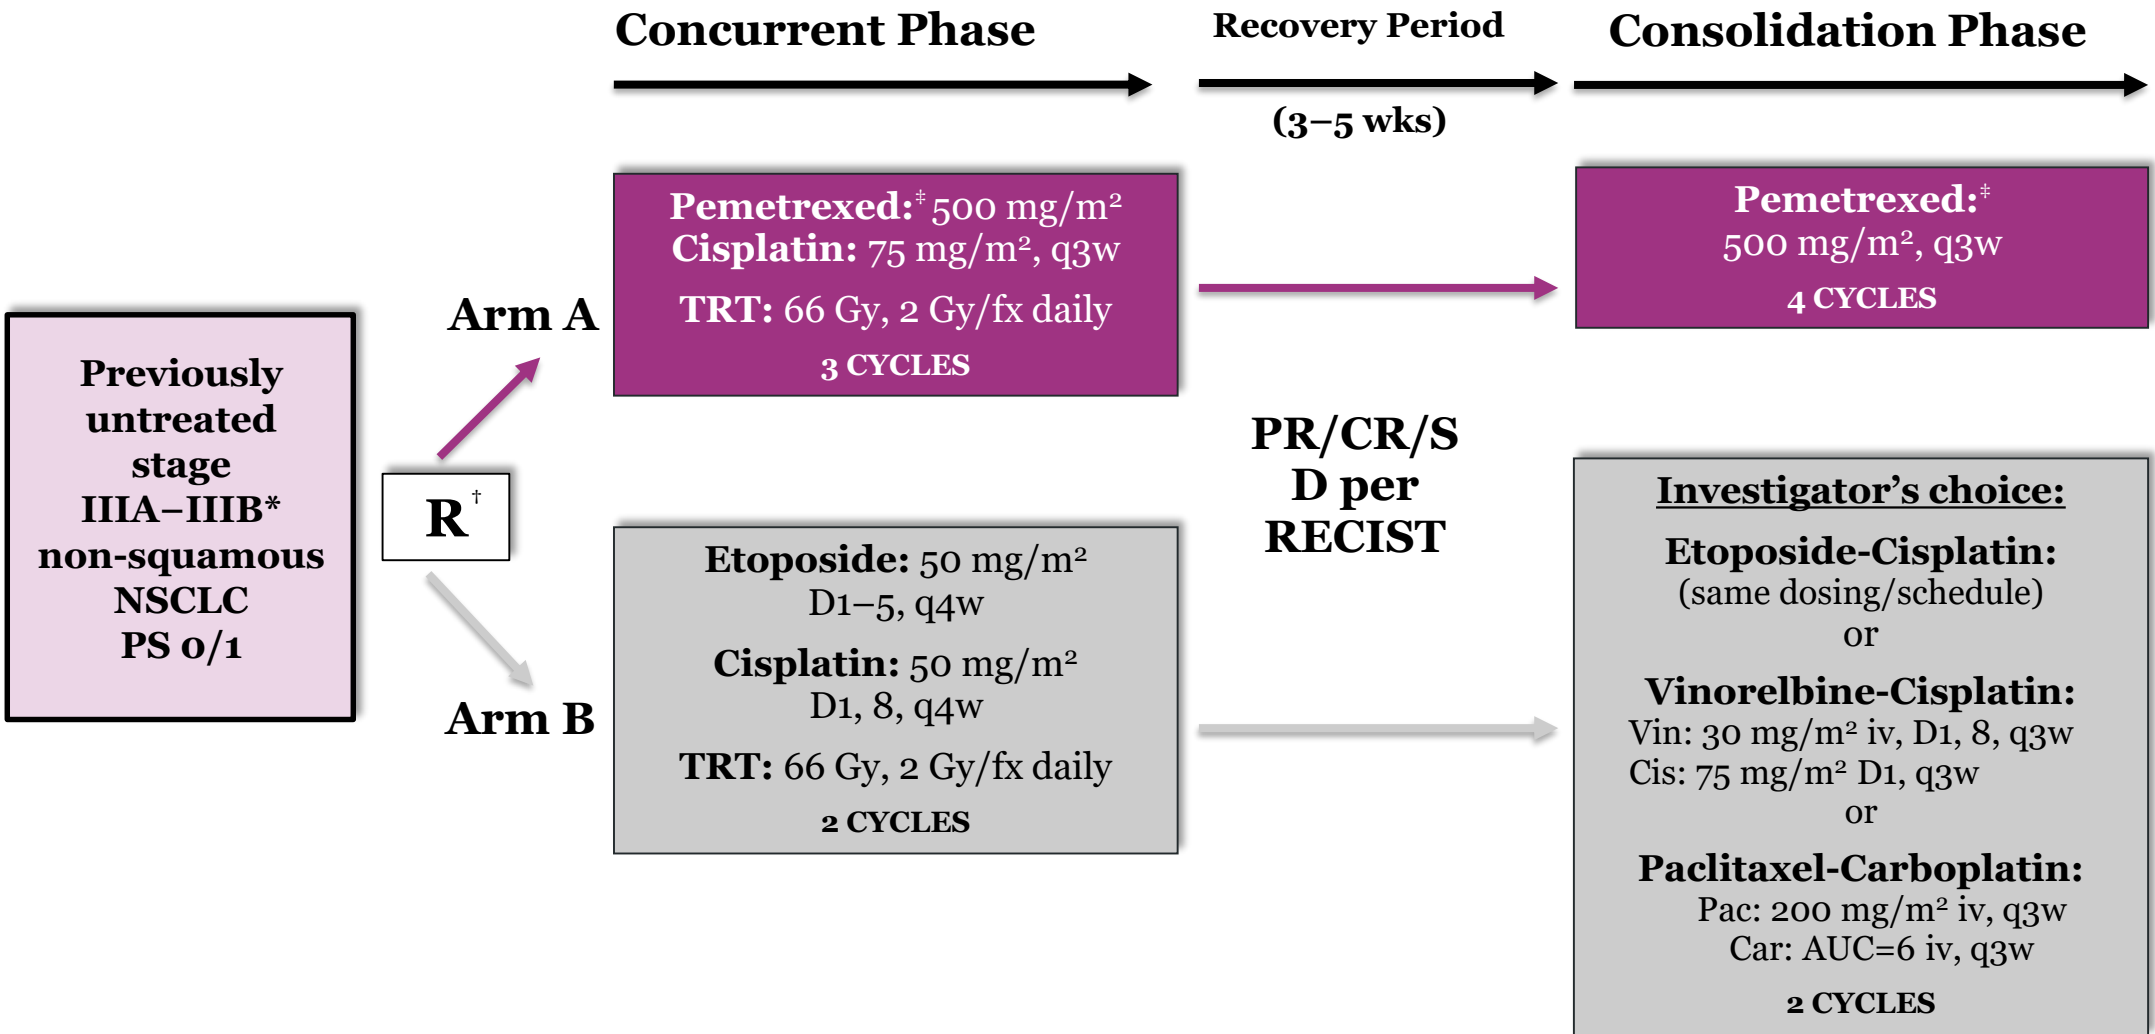 Concurrent Phase
Recovery Period
(3–5 wks)
Consolidation Phase
Previously
untreated
stage
IIIA–IIIB*
non-squamous
NSCLC
PS 0/1
R†
Arm A
Pemetrexed:‡ 500 mg/m²
Cisplatin: 75 mg/m², q3w
TRT: 66 Gy, 2 Gy/fx daily
3 CYCLES
Pemetrexed:‡
500 mg/m², q3w
4 CYCLES
Arm B
Etoposide: 50 mg/m²
D1–5, q4w
Cisplatin: 50 mg/m²
D1, 8, q4w
TRT: 66 Gy, 2 Gy/fx daily
2 CYCLES
PR/CR/S
D per
RECIST
Investigator’s choice:
Etoposide-Cisplatin:
(same dosing/schedule)
or
Vinorelbine-Cisplatin:
Vin: 30 mg/m² iv, D1, 8, q3w
Cis: 75 mg/m² D1, q3w
or
Paclitaxel-Carboplatin:
Pac: 200 mg/m² iv, q3w
Car: AUC=6 iv, q3w
2 CYCLES